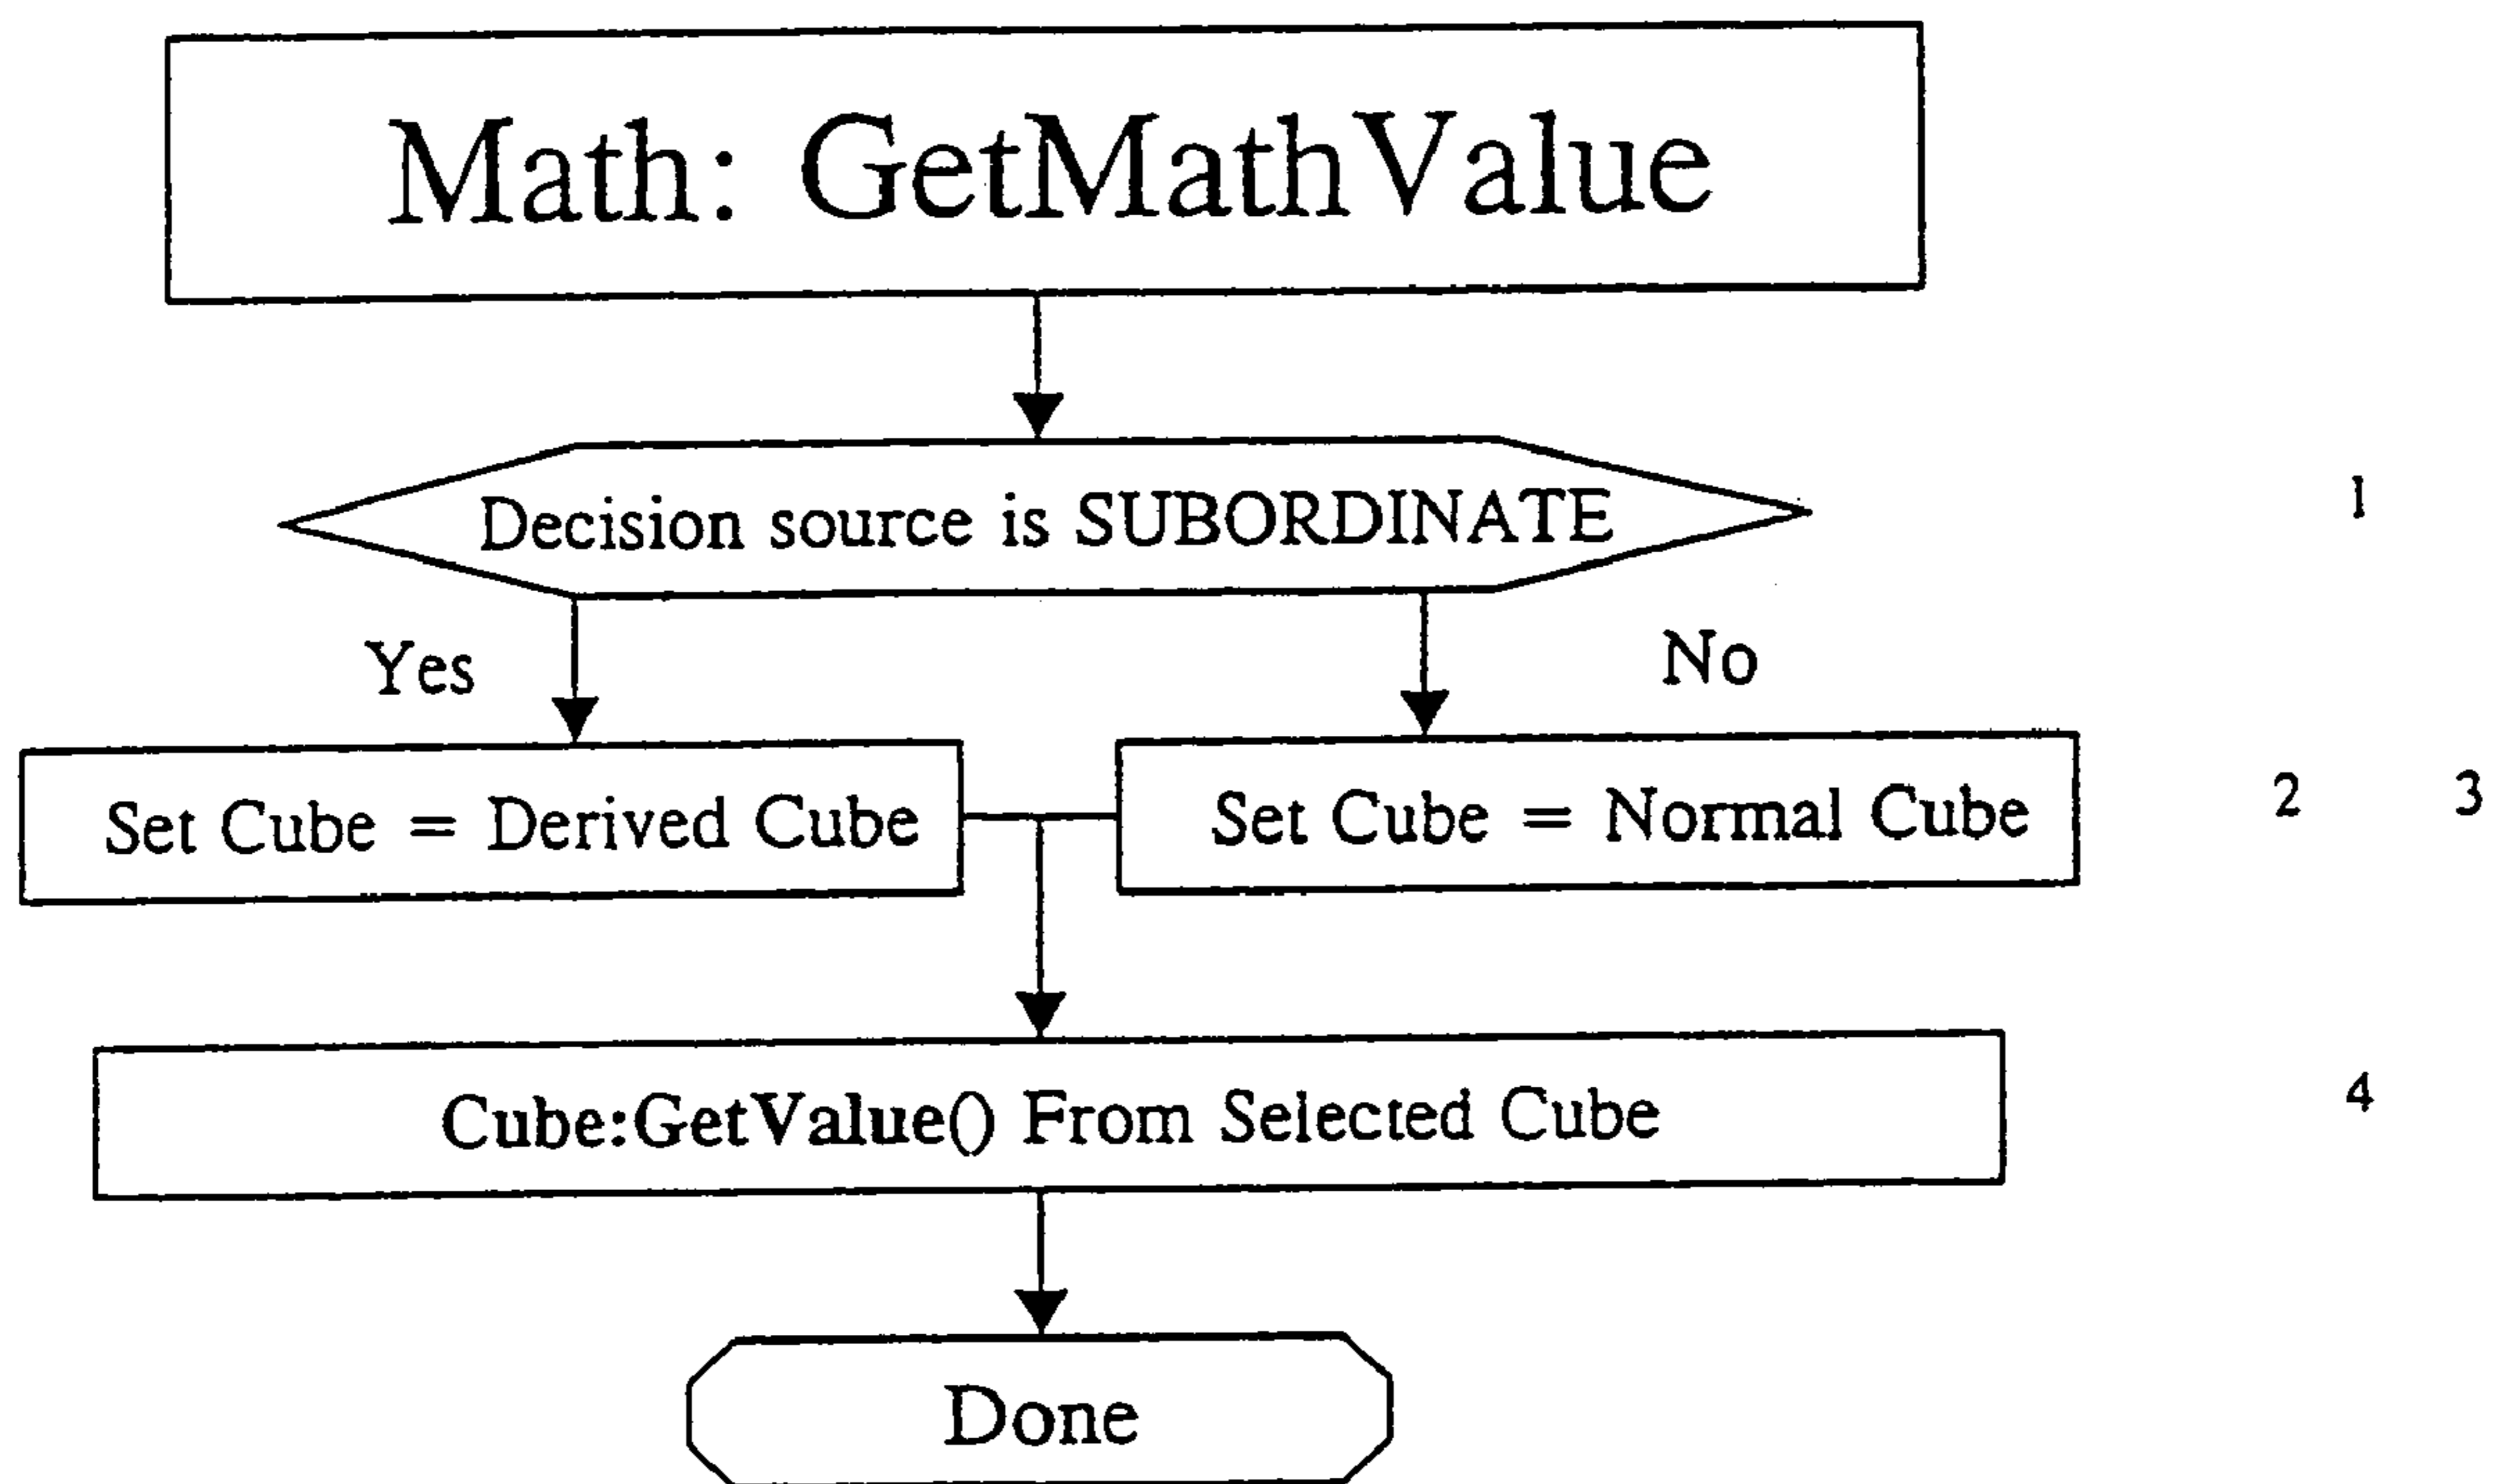 Math: GetMathValue
Decision source is SUBORDINATE 1
Yes No
Set Cube = Derived Cube Set Cube = Normal Cube 2 3
Cube:GetValue() From Selected Cube 4
Done